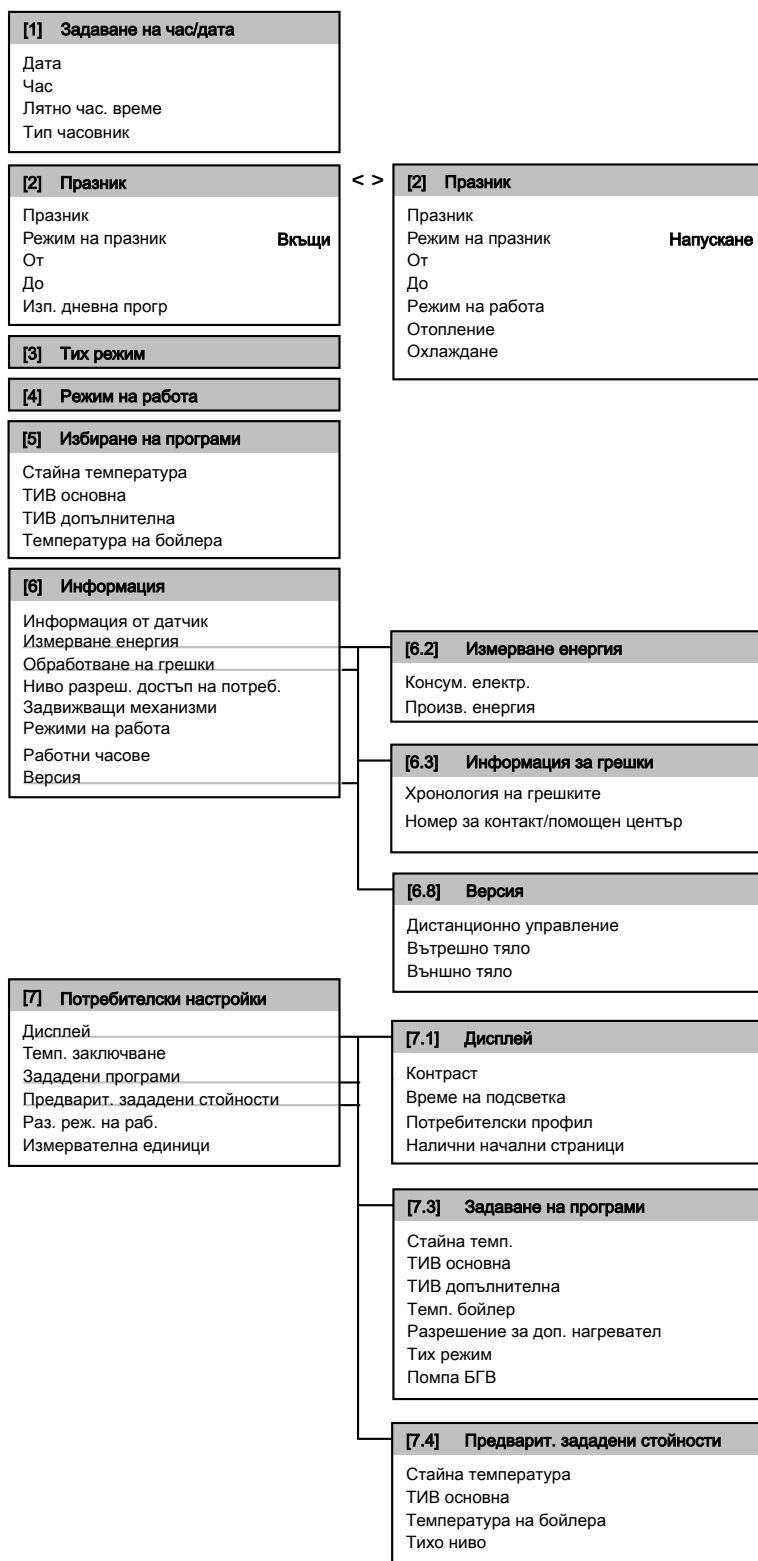 [1] Задаване на час/дата
Дата
Час
Лятно час. време
Тип часовник
[2] Празник
Празник
Режим на празник Вкъщи
От
До
Изп. дневна прогр
< >
[2] Празник
Празник
Режим на празник Напускане
От
До
Режим на работа
Отопление
Охлаждане
[3] Тих режим
[4] Режим на работа
[5] Избиране на програми
Стайна температура
ТИВ основна
ТИВ допълнителна
Температура на бойлера
[6] Информация
Информация от датчик
Измерване енергия
Обработване на грешки
Ниво разреш. достъп на потреб.
Задвижващи механизми
Режими на работа
Работни часове
Версия
[6.2] Измерване енергия
Консум. електр.
Произв. енергия
[6.3] Информация за грешки
Хронология на грешките
Номер за контакт/помощен център
[6.8] Версия
Дистанционно управление
Вътрешно тяло
Външно тяло
[7] Потребителски настройки
Дисплей
Темп. заключване
Зададени програми
Предварит. зададени стойности
Раз. реж. на раб.
Измервателна единици
[7.1] Дисплей
Контраст
Време на подсветка
Потребителски профил
Налични начални страници
[7.3] Задаване на програми
Стайна темп.
ТИВ основна
ТИВ допълнителна
Темп. бойлер
Разрешение за доп. нагревател
Тих режим
Помпа БГВ
[7.4] Предварит. зададени стойности
Стайна температура
ТИВ основна
Температура на бойлера
Тихо ниво